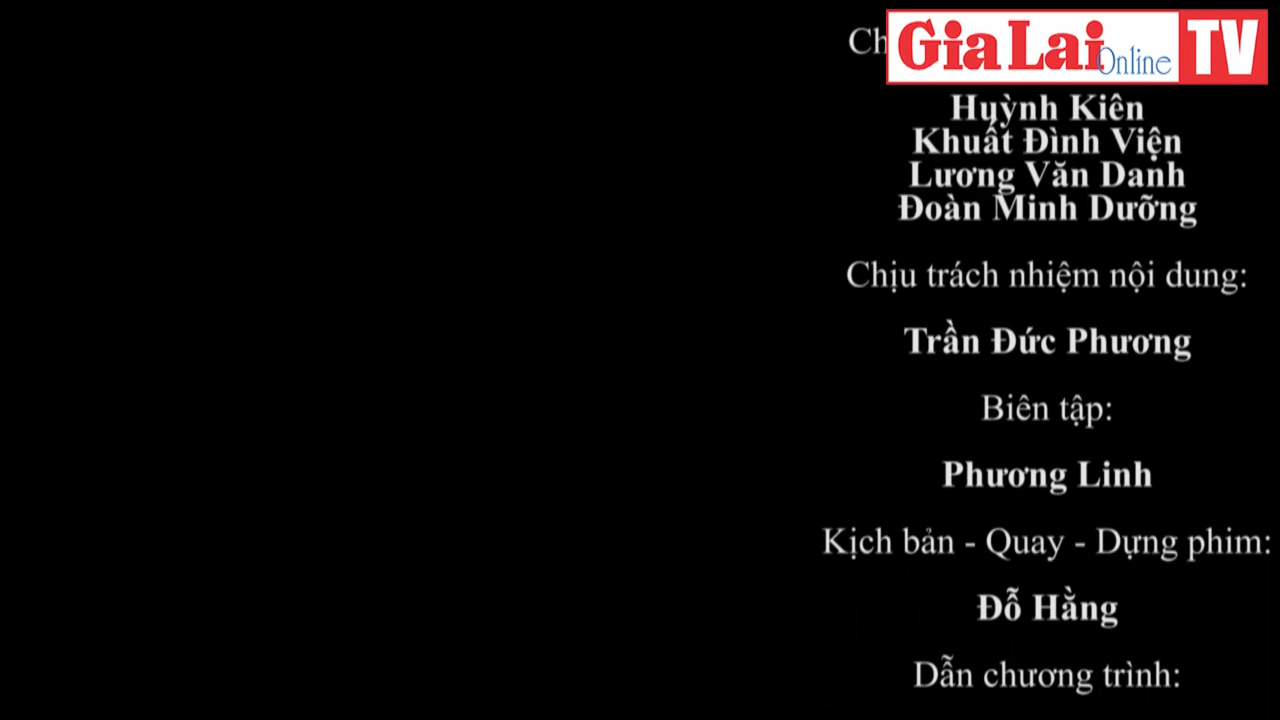 Gia Lai Online TV
Huỳnh Kiên
Khuất Đình Viện
Lương Văn Danh
Đoàn Minh Dưỡng
Chịu trách nhiệm nội dung:
Trần Đức Phương
Biên tập:
Phương Linh
Kịch bản - Quay - Dựng phim:
Đỗ Hằng
Dẫn chương trình: